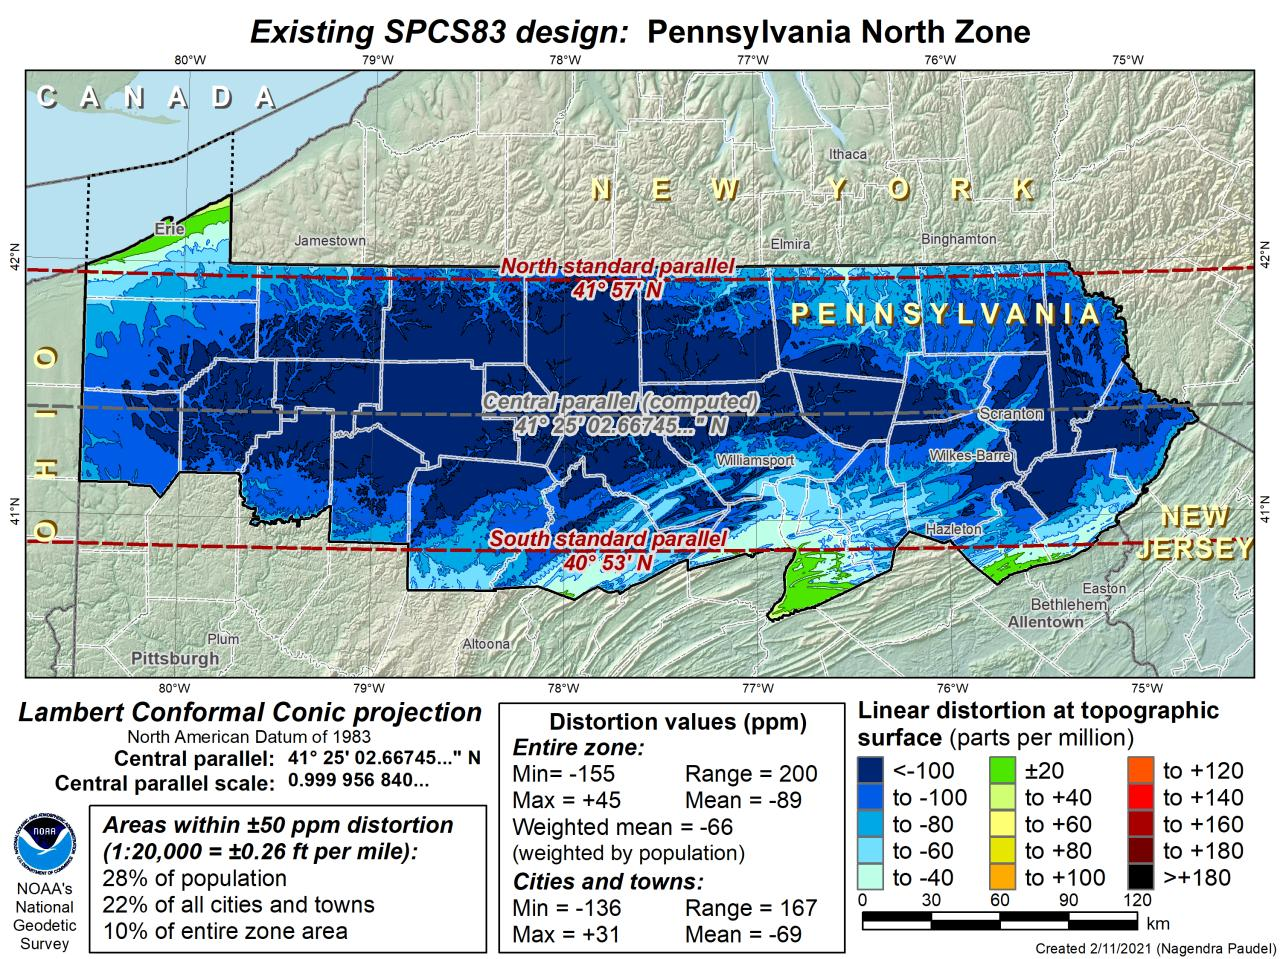 Existing SPCS83 design: Pennsylvania North Zone
80°W 79°W 78°W 77°W 76°W 75°W
C A N A D A
Ithaca
N E W Y O R K
Erie
Jamestown
Elmira
Binghamton
42°N
42°N
North standard parallel
41° 57' N
P E N N S Y L V A N I A
O H I O
Central parallel (computed)
41° 25' 02.66745..." N
Scranton
Williamsport
Wilkes-Barre
41°N
41°N
Hazleton
NEW
JERSEY
South standard parallel
40° 53' N
Easton
Bethlehem
Allentown
Plum
Pittsburgh
Altoona
80°W 79°W 78°W 77°W 76°W 75°W
Lambert Conformal Conic projection
North American Datum of 1983
Central parallel: 41° 25' 02.66745..." N
Central parallel scale: 0.999 956 840...
NOAA
NOAA's
National
Geodetic
Survey
Areas within ±50 ppm distortion
(1:20,000 = ±0.26 ft per mile):
28% of population
22% of all cities and towns
10% of entire zone area
Distortion values (ppm)
Entire zone:
Min= -155 Range = 200
Max = +45 Mean = -89
Weighted mean = -66
(weighted by population)
Cities and towns:
Min = -136 Range = 167
Max = +31 Mean = -69
Linear distortion at topographic
surface (parts per million)
<-100 ±20 to +120
to -100 to +40 to +140
to -80 to +60 to +160
to -60 to +80 to +180
to -40 to +100 >+180
0 30 60 90 120
km
Created 2/11/2021 (Nagendra Paudel)